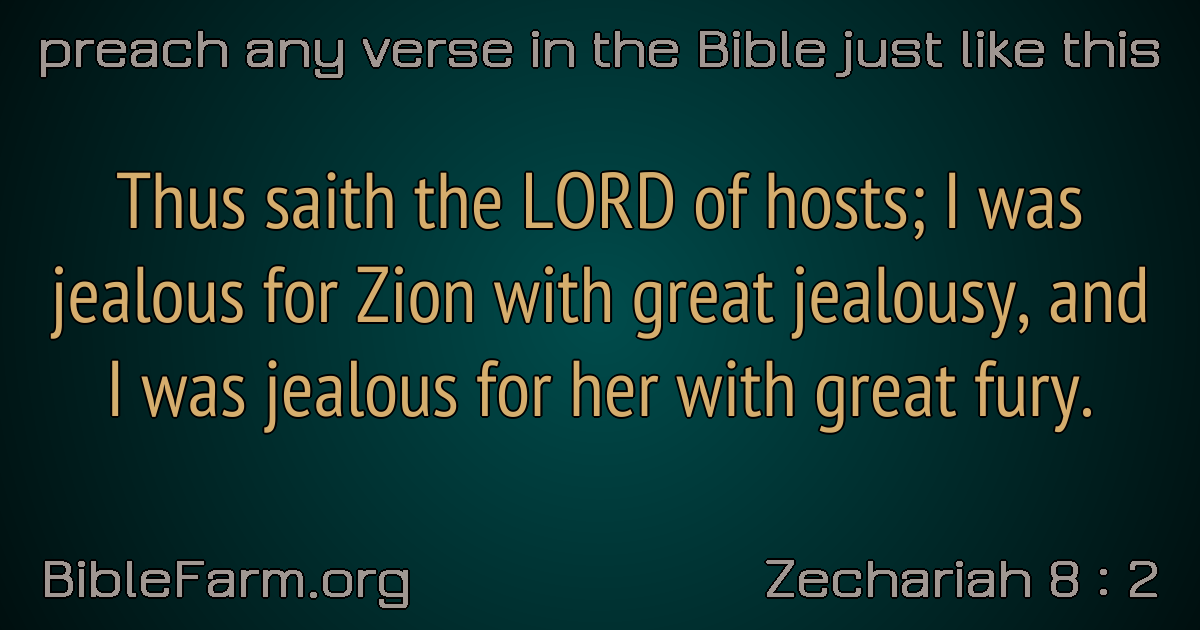 preach any verse in the Bible just like this
Thus saith the LORD of hosts; I was
jealous for Zion with great jealousy, and
I was jealous for her with great fury.
BibleFarm.org
Zechariah 8 : 2